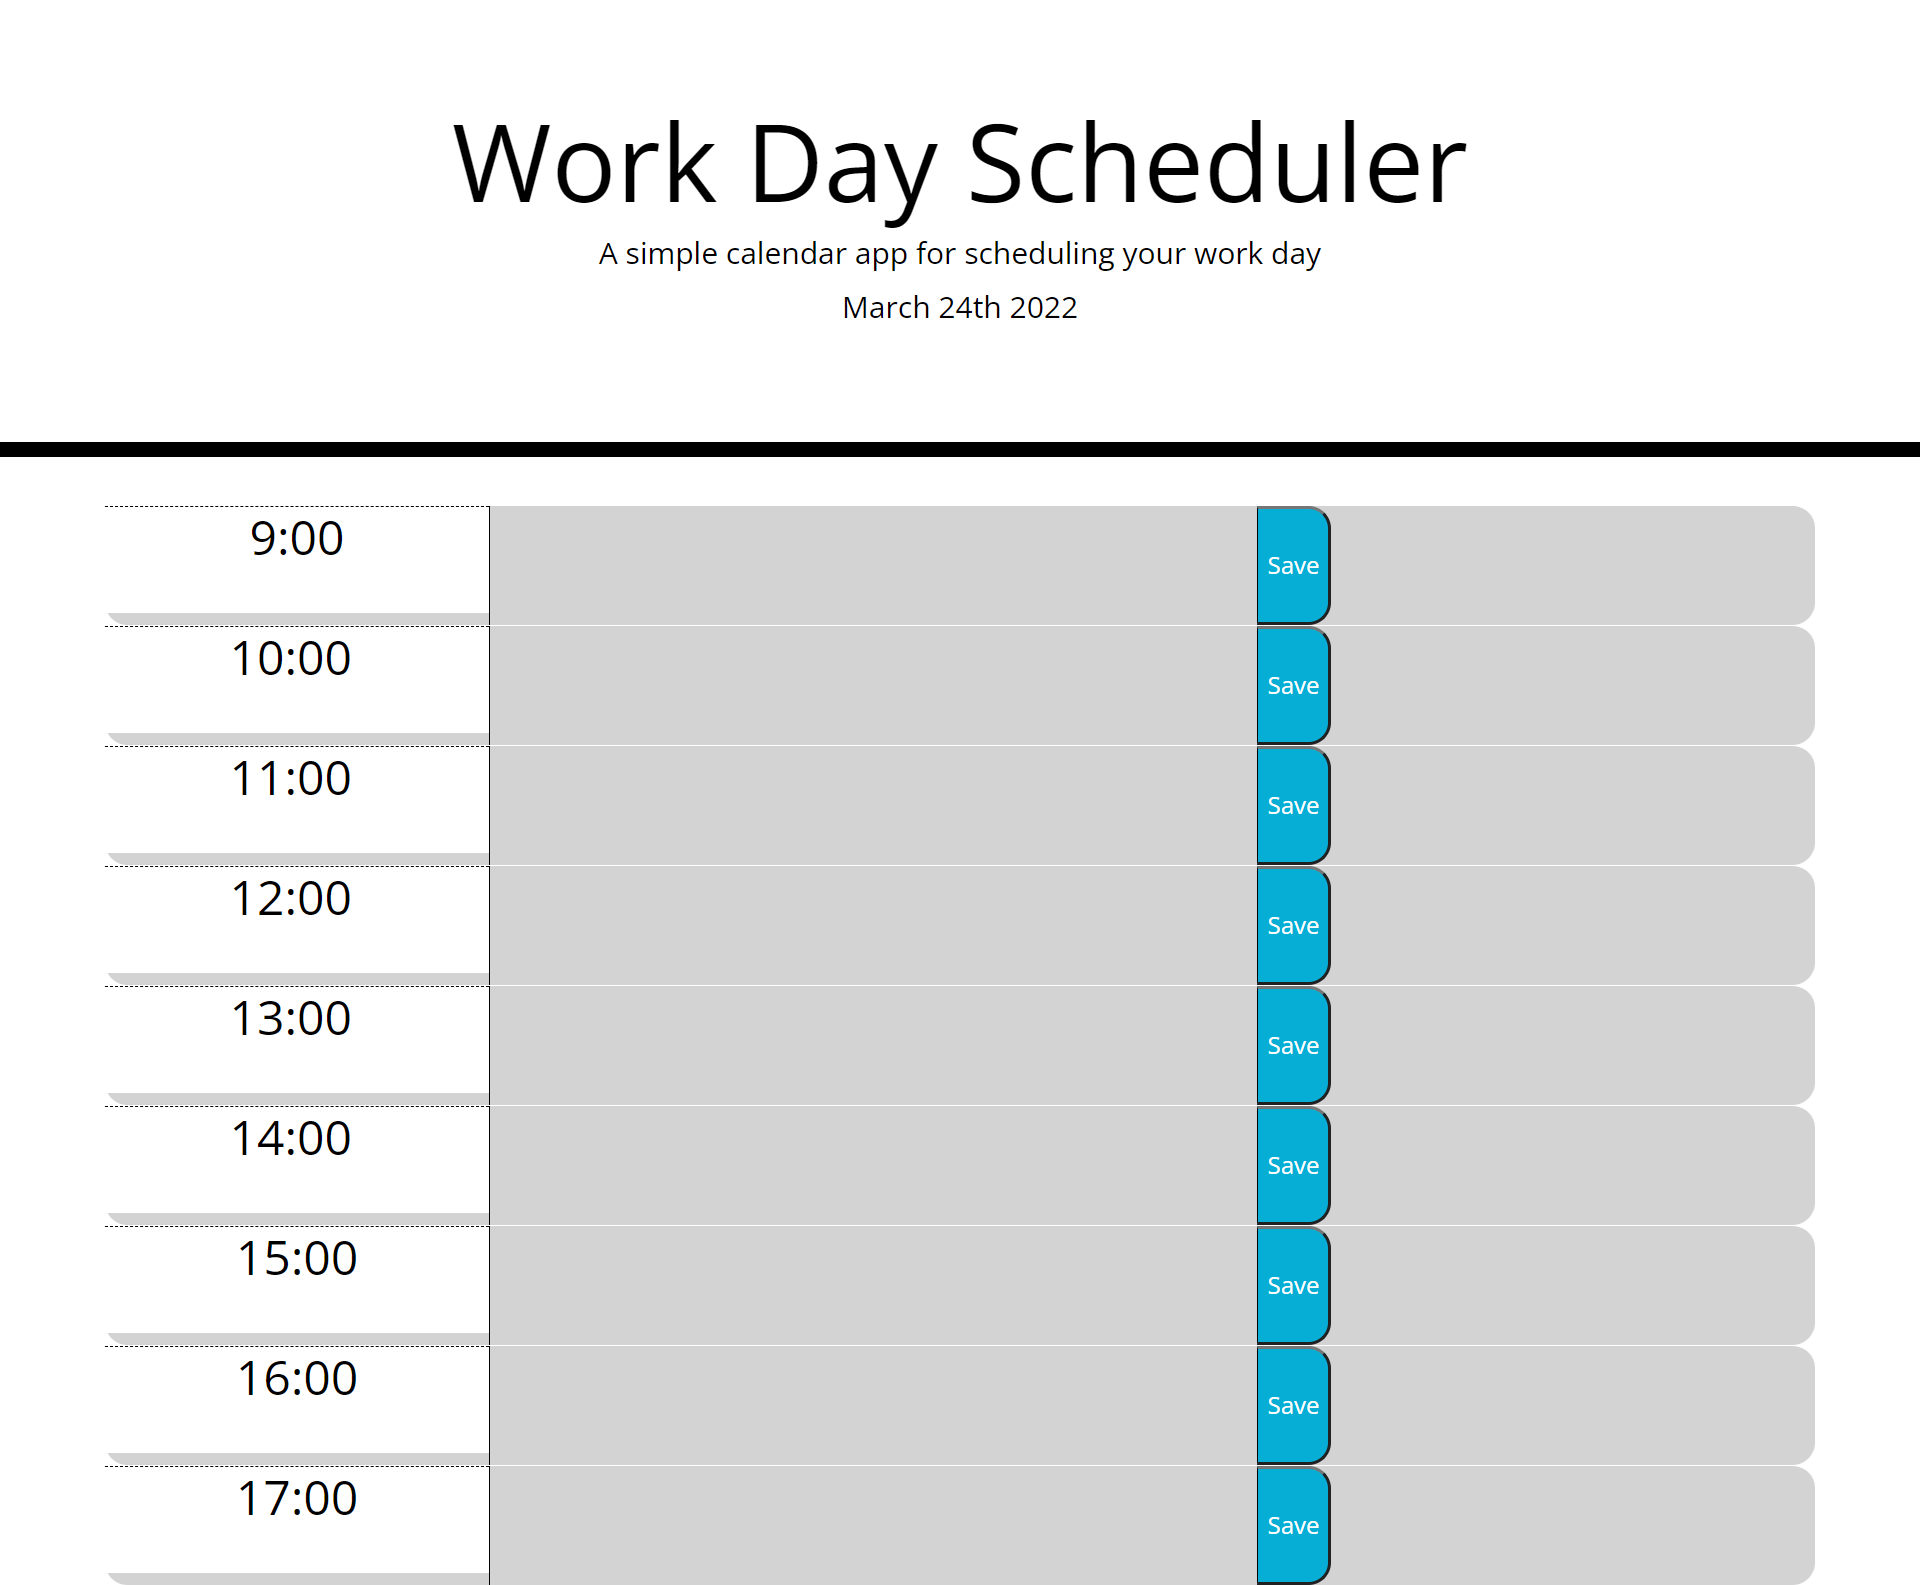 Work Day Scheduler
A simple calendar app for scheduling your work day
March 24th 2022
9:00 Save
10:00 Save
11:00 Save
12:00 Save
13:00 Save
14:00 Save
15:00 Save
16:00 Save
17:00 Save